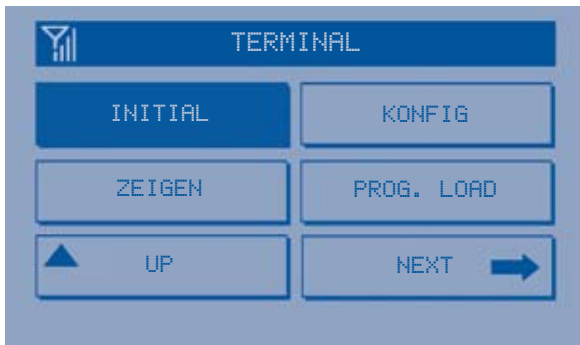 TERMINAL
INITIAL KONFIG
ZEIGEN PROG. LOAD
UP NEXT